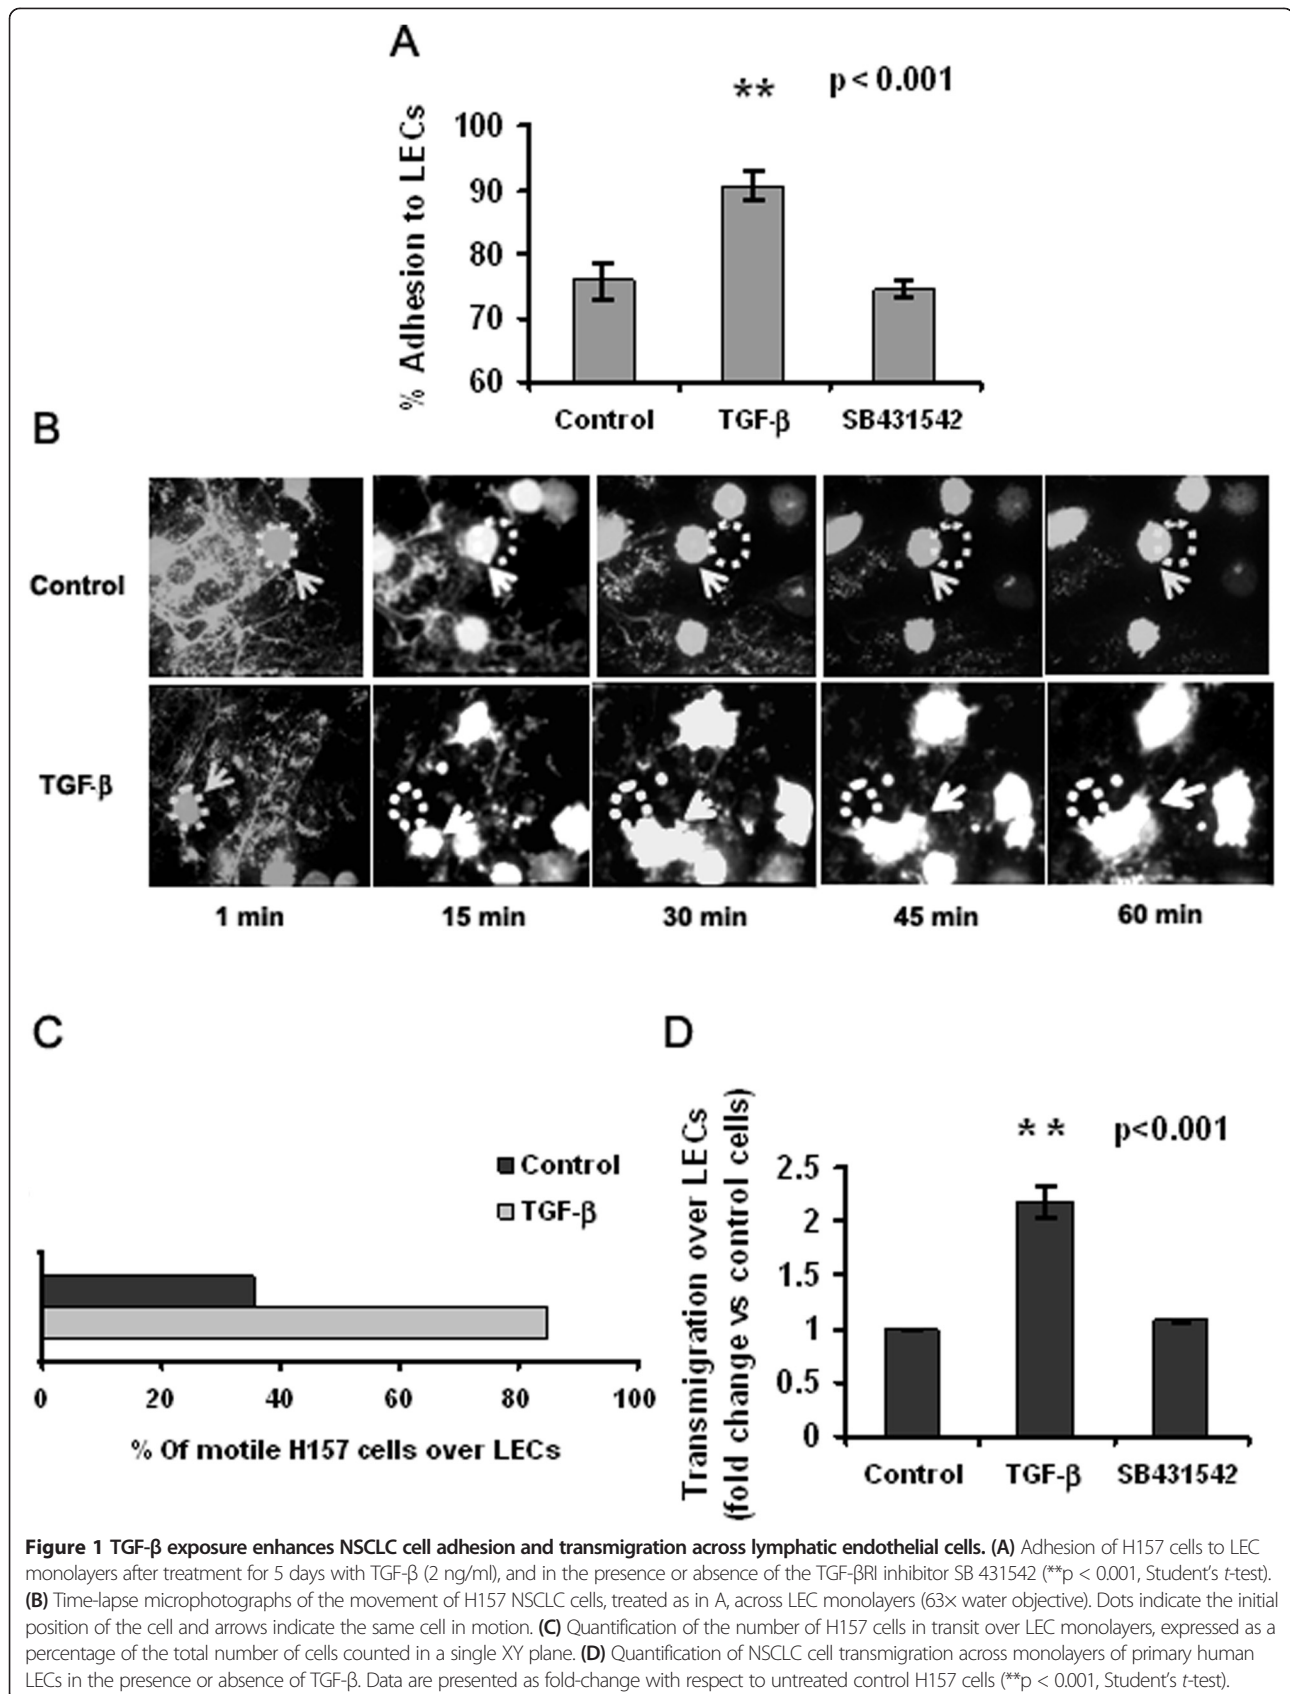 A
** p < 0.001
% Adhesion to LECs
100
90
80
70
60
Control TGF-β SB431542
B
Control
TGF-β
1 min 15 min 30 min 45 min 60 min
C
Control
TGF-β
0 20 40 60 80 100
% Of motile H157 cells over LECs
D
Transmigration over LECs
(fold change vs control cells)
** p<0.001
2.5
2
1.5
1
0.5
0
Control TGF-β SB431542
Figure 1 TGF-β exposure enhances NSCLC cell adhesion and transmigration across lymphatic endothelial cells. (A) Adhesion of H157 cells to LEC
monolayers after treatment for 5 days with TGF-β (2 ng/ml), and in the presence or absence of the TGF-βRI inhibitor SB 431542 (**p < 0.001, Student's t-test).
(B) Time-lapse microphotographs of the movement of H157 NSCLC cells, treated as in A, across LEC monolayers (63× water objective). Dots indicate the initial
position of the cell and arrows indicate the same cell in motion. (C) Quantification of the number of H157 cells in transit over LEC monolayers, expressed as a
percentage of the total number of cells counted in a single XY plane. (D) Quantification of NSCLC cell transmigration across monolayers of primary human
LECs in the presence or absence of TGF-β. Data are presented as fold-change with respect to untreated control H157 cells (**p < 0.001, Student's t-test).